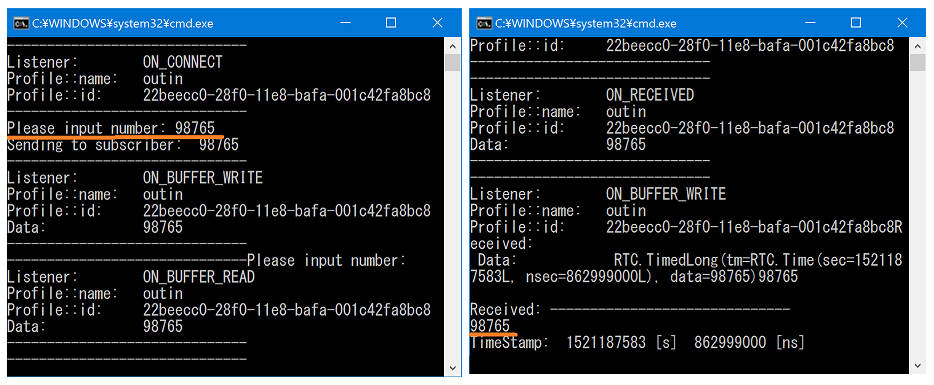 C:¥WINDOWS¥system32¥cmd.exe
------------------------------
Listener: ON_CONNECT
Profile::name: outin
Profile::id: 22beecc0-28f0-11e8-bafa-001c42fa8bc8
------------------------------
Please input number: 98765
Sending to subscriber: 98765
------------------------------
Listener: ON_BUFFER_WRITE
Profile::name: outin
Profile::id: 22beecc0-28f0-11e8-bafa-001c42fa8bc8
Data: 98765
------------------------------
------------------------------Please input number:
Listener: ON_BUFFER_READ
Profile::name: outin
Profile::id: 22beecc0-28f0-11e8-bafa-001c42fa8bc8
Data: 98765
------------------------------
------------------------------
C:¥WINDOWS¥system32¥cmd.exe
Profile::id: 22beecc0-28f0-11e8-bafa-001c42fa8bc8
------------------------------
------------------------------
Listener: ON_RECEIVED
Profile::name: outin
Profile::id: 22beecc0-28f0-11e8-bafa-001c42fa8bc8
Data: 98765
------------------------------
------------------------------
Listener: ON_BUFFER_WRITE
Profile::name: outin
Profile::id: 22beecc0-28f0-11e8-bafa-001c42fa8bc8R
eceived:
Data: RTC.TimedLong(tm=RTC.Time(sec=152118
7583L, nsec=862999000L), data=98765)98765
Received: ------------------------------
98765
TimeStamp: 1521187583 [s] 862999000 [ns]